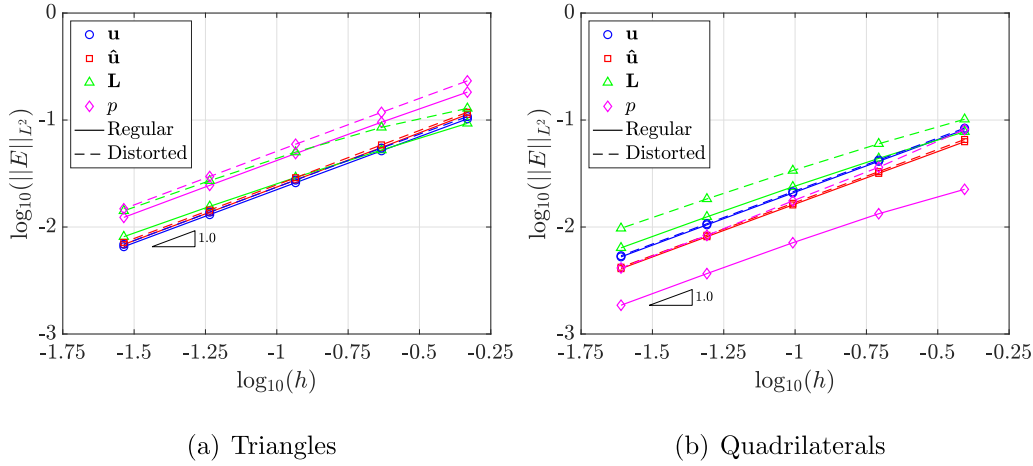 0
-1
-2
-3
log10(||E||L2)
u
û
L
p
Regular
Distorted
1.0
-1.75 -1.5 -1.25 -1 -0.75 -0.5 -0.25
log10(h)
(a) Triangles
0
-1
-2
-3
log10(||E||L2)
u
û
L
p
Regular
Distorted
1.0
-1.75 -1.5 -1.25 -1 -0.75 -0.5 -0.25
log10(h)
(b) Quadrilaterals